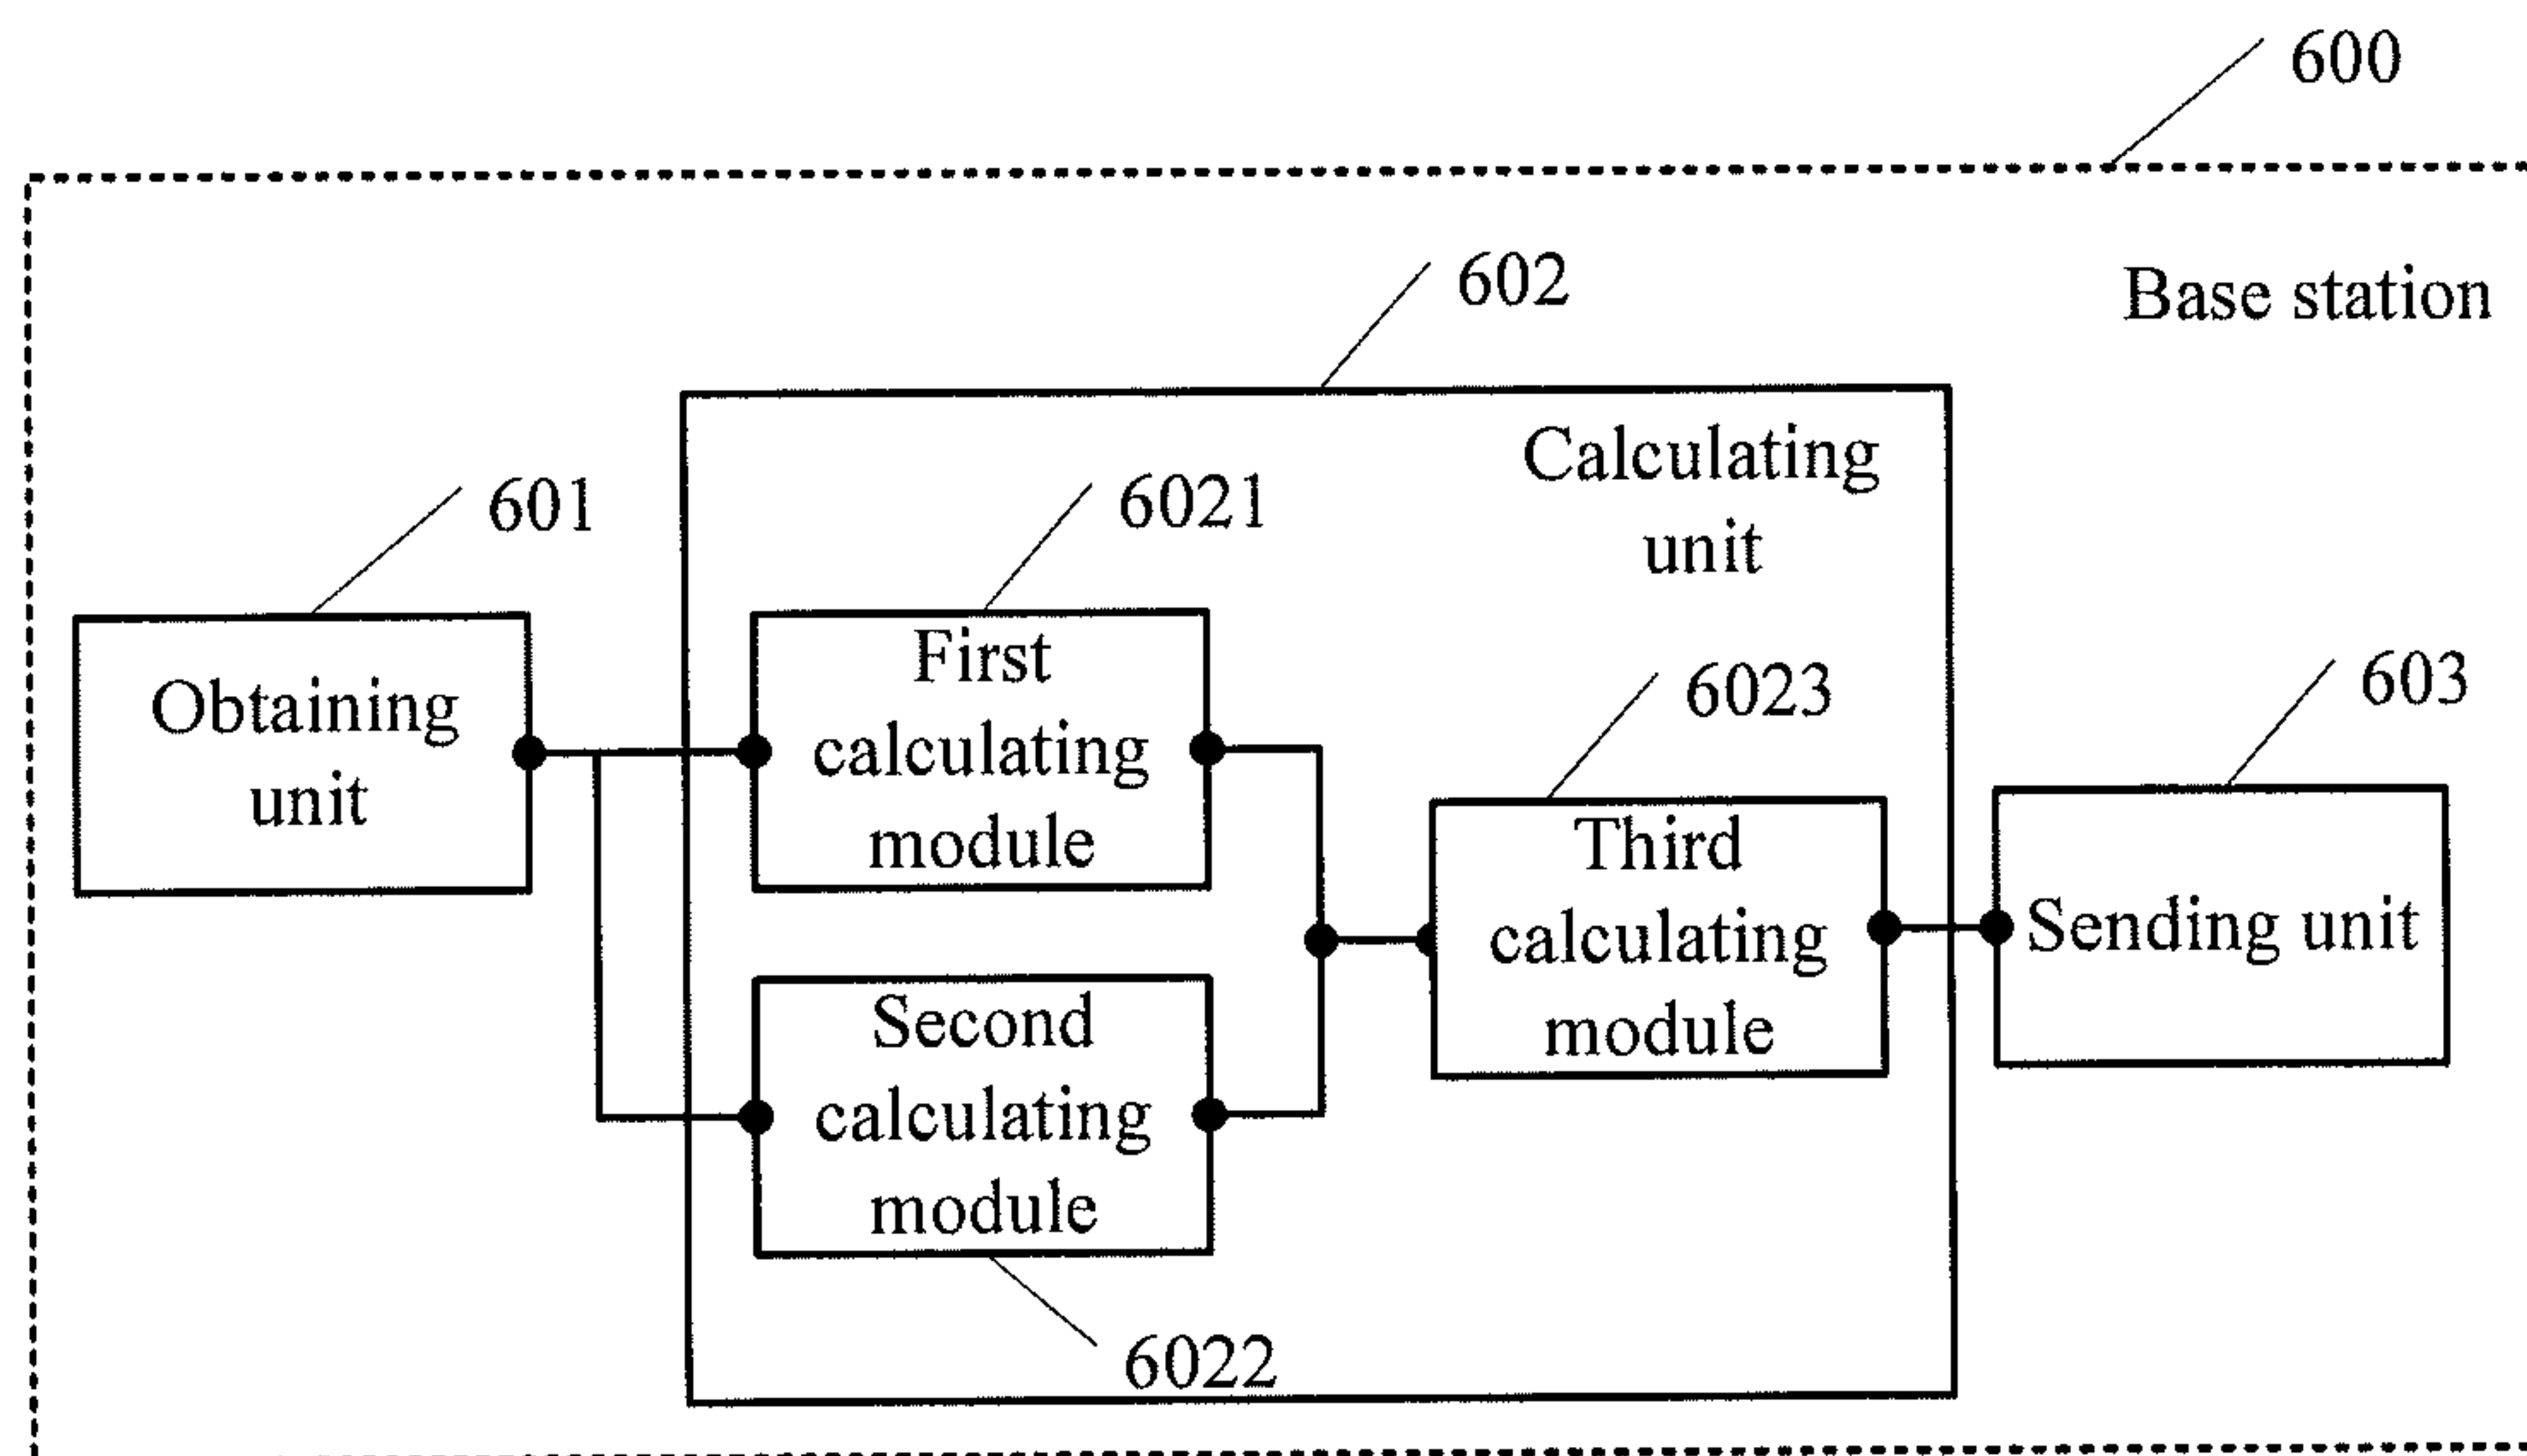 600
Base station
602
Calculating
unit
601
6021
Obtaining
unit
First
calculating
module
6023
603
Third
calculating
module
Sending unit
Second
calculating
module
6022